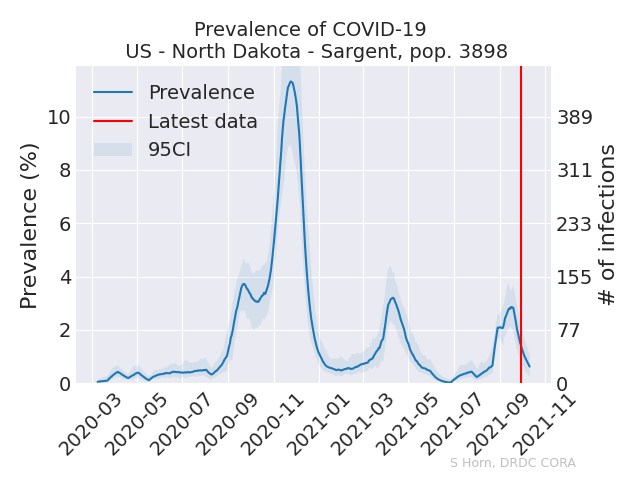 Prevalence of COVID-19
US - North Dakota - Sargent, pop. 3898
Prevalence
Latest data
95CI
Prevalence (%)
10
8
6
4
2
0
# of infections
389
311
233
155
77
0
2020-03
2020-05
2020-07
2020-09
2020-11
2021-01
2021-03
2021-05
2021-07
2021-09
2021-11
S Horn, DRDC CORA